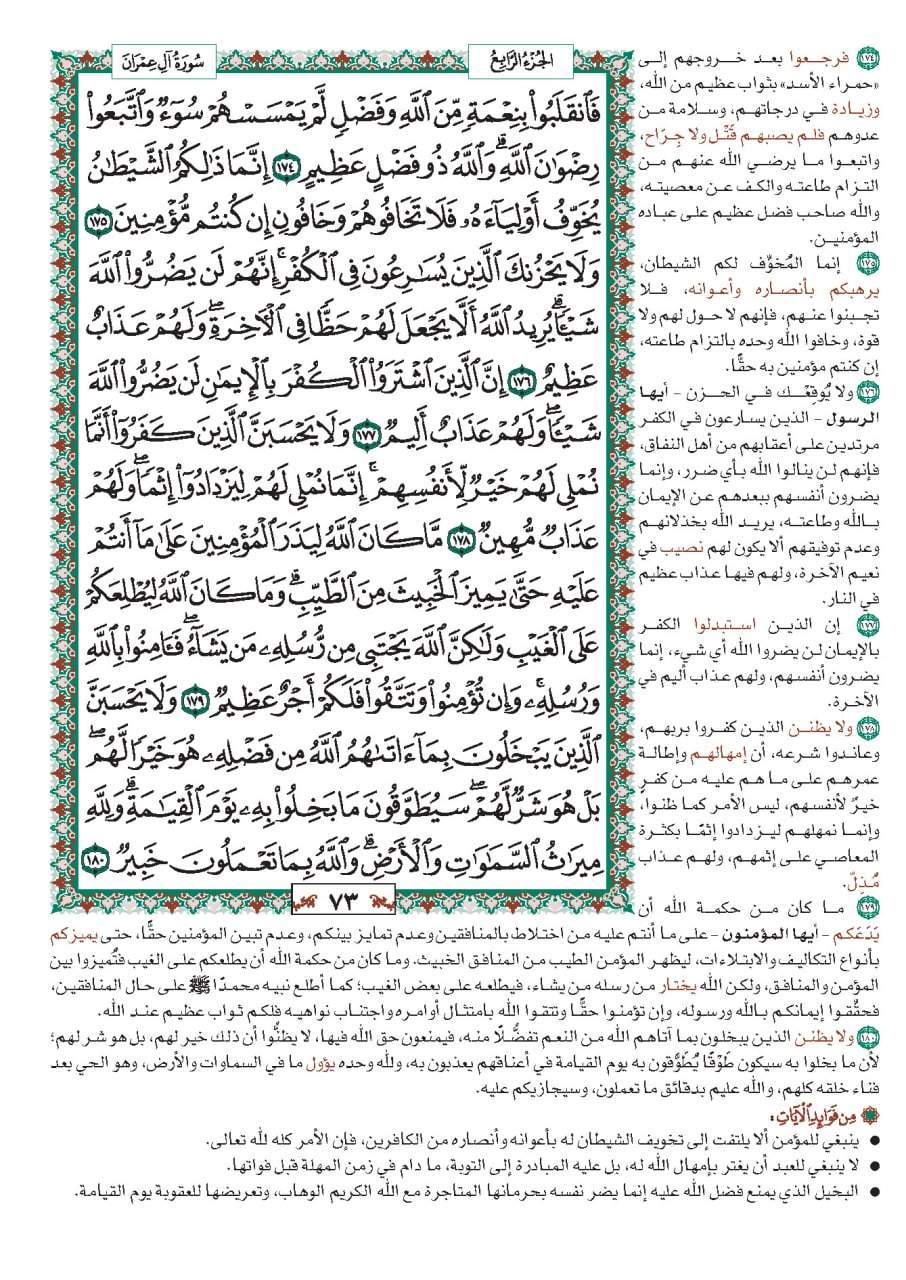 الجُزْءُ الرَّابِعُ
سُورَةُ آلِ عِمْرَانَ
فَٱنقَلَبُوا۟ بِنِعْمَةٍ مِّنَ ٱللَّهِ وَفَضْلٍ لَّمْ يَمْسَسْهُمْ سُوٓءٌ وَٱتَّبَعُوا۟
رِضْوَٰنَ ٱللَّهِ ۗ وَٱللَّهُ ذُو فَضْلٍ عَظِيمٍ ١٧٤ إِنَّمَا ذَٰلِكُمُ ٱلشَّيْطَـٰنُ
يُخَوِّفُ أَوْلِيَآءَهُۥ فَلَا تَخَافُوهُمْ وَخَافُونِ إِن كُنتُم مُّؤْمِنِينَ ١٧٥
وَلَا يَحْزُنكَ ٱلَّذِينَ يُسَـٰرِعُونَ فِى ٱلْكُفْرِ ۚ إِنَّهُمْ لَن يَضُرُّوا۟ ٱللَّهَ
شَيْـًٔا ۗ يُرِيدُ ٱللَّهُ أَلَّا يَجْعَلَ لَهُمْ حَظًّا فِى ٱلْـَٔاخِرَةِ ۖ وَلَهُمْ عَذَابٌ
عَظِيمٌ ١٧٦ إِنَّ ٱلَّذِينَ ٱشْتَرَوُا۟ ٱلْكُفْرَ بِٱلْإِيمَـٰنِ لَن يَضُرُّوا۟ ٱللَّهَ
شَيْـًٔا ۖ وَلَهُمْ عَذَابٌ أَلِيمٌ ١٧٧ وَلَا يَحْسَبَنَّ ٱلَّذِينَ كَفَرُوٓا۟ أَنَّمَا
نُمْلِى لَهُمْ خَيْرٌ لِّأَنفُسِهِمْ ۚ إِنَّمَا نُمْلِى لَهُمْ لِيَزْدَادُوٓا۟ إِثْمًا ۖ وَلَهُمْ
عَذَابٌ مُّهِينٌ ١٧٨ مَّا كَانَ ٱللَّهُ لِيَذَرَ ٱلْمُؤْمِنِينَ عَلَىٰ مَآ أَنتُمْ
عَلَيْهِ حَتَّىٰ يَمِيزَ ٱلْخَبِيثَ مِنَ ٱلطَّيِّبِ ۗ وَمَا كَانَ ٱللَّهُ لِيُطْلِعَكُمْ
عَلَى ٱلْغَيْبِ وَلَـٰكِنَّ ٱللَّهَ يَجْتَبِى مِن رُّسُلِهِۦ مَن يَشَآءُ ۖ فَـَٔامِنُوا۟ بِٱللَّهِ
وَرُسُلِهِۦ ۚ وَإِن تُؤْمِنُوا۟ وَتَتَّقُوا۟ فَلَكُمْ أَجْرٌ عَظِيمٌ ١٧٩ وَلَا يَحْسَبَنَّ
ٱلَّذِينَ يَبْخَلُونَ بِمَآ ءَاتَىٰهُمُ ٱللَّهُ مِن فَضْلِهِۦ هُوَ خَيْرًا لَّهُم ۖ
بَلْ هُوَ شَرٌّ لَّهُمْ ۖ سَيُطَوَّقُونَ مَا بَخِلُوا۟ بِهِۦ يَوْمَ ٱلْقِيَـٰمَةِ ۗ وَلِلَّهِ
مِيرَٰثُ ٱلسَّمَـٰوَٰتِ وَٱلْأَرْضِ ۗ وَٱللَّهُ بِمَا تَعْمَلُونَ خَبِيرٌ ١٨٠
٧٣
١٧٤ فرجعوا بعد خروجهم إلى
«حمراء الأسد» بثواب عظيم من الله،
وزيادة في درجاتهم، وسلامة من
عدوهم فلم يصبهم قَتْل ولا جِرَاح،
واتبعوا ما يرضي الله عنهم من
التزام طاعته والكف عن معصيته،
والله صاحب فضل عظيم على عباده
المؤمنين.
١٧٥ إنما المُخوِّف لكم الشيطان،
يرهبكم بأنصاره وأعوانه، فلا
تجبنوا عنهم، فإنهم لا حول لهم ولا
قوة، وخافوا الله وحده بالتزام طاعته،
إن كنتم مؤمنين به حقًّا.
١٧٦ ولا يُوقِعْك في الحزن - أيها
الرسول - الذين يسارعون في الكفر
مرتدين على أعقابهم من أهل النفاق،
فإنهم لن ينالوا الله بأي ضرر، وإنما
يضرون أنفسهم ببعدهم عن الإيمان
بالله وطاعته، يريد الله بخذلانهم
وعدم توفيقهم ألا يكون لهم نصيب في
نعيم الآخرة، ولهم فيها عذاب عظيم
في النار.
١٧٧ إن الذين استبدلوا الكفر
بالإيمان لن يضروا الله أي شيء، إنما
يضرون أنفسهم، ولهم عذاب أليم في
الآخرة.
١٧٨ ولا يظنن الذين كفروا بربهم،
وعاندوا شرعه، أن إمهالهم وإطالة
عمرهم على ما هم عليه من كفر
خيرٌ لأنفسهم، ليس الأمر كما ظنوا،
وإنما نمهلهم ليزدادوا إثمًا بكثرة
المعاصي على إثمهم، ولهم عذاب
مُذِلّ.
١٧٩ ما كان من حكمة الله أن
يَدَعَكم - أيها المؤمنون - على ما أنتم عليه من اختلاط بالمنافقين وعدم تمايز بينكم، وعدم تبين المؤمنين حقًّا، حتى يميزكم
بأنواع التكاليف والابتلاءات، ليظهر المؤمن الطيب من المنافق الخبيث. وما كان من حكمة الله أن يطلعكم على الغيب فتُميزوا بين
المؤمن والمنافق، ولكن الله يختار من رسله من يشاء، فيطلعه على بعض الغيب؛ كما أطلع نبيه محمدًا ﷺ على حال المنافقين،
فحقِّقوا إيمانكم بالله ورسوله، وإن تؤمنوا حقًّا وتتقوا الله بامتثال أوامره واجتناب نواهيه فلكم ثواب عظيم عند الله.
١٨٠ ولا يظنن الذين يبخلون بما آتاهم الله من النعم تفضُّلًا منه، فيمنعون حق الله فيها، لا يظنُّوا أن ذلك خير لهم، بل هو شر لهم؛
لأن ما بخلوا به سيكون طَوْقًا يُطَوَّقون به يوم القيامة في أعناقهم يعذبون به، ولله وحده يؤول ما في السماوات والأرض، وهو الحي بعد
فناء خلقه كلهم، والله عليم بدقائق ما تعملون، وسيجازيكم عليه.
مِن فَوَائِدِ الآيَاتِ:
● ينبغي للمؤمن ألا يلتفت إلى تخويف الشيطان له بأعوانه وأنصاره من الكافرين، فإن الأمر كله لله تعالى.
● لا ينبغي للعبد أن يغتر بإمهال الله له، بل عليه المبادرة إلى التوبة، ما دام في زمن المهلة قبل فواتها.
● البخيل الذي يمنع فضل الله عليه إنما يضر نفسه بحرمانها المتاجرة مع الله الكريم الوهاب، وتعريضها للعقوبة يوم القيامة.